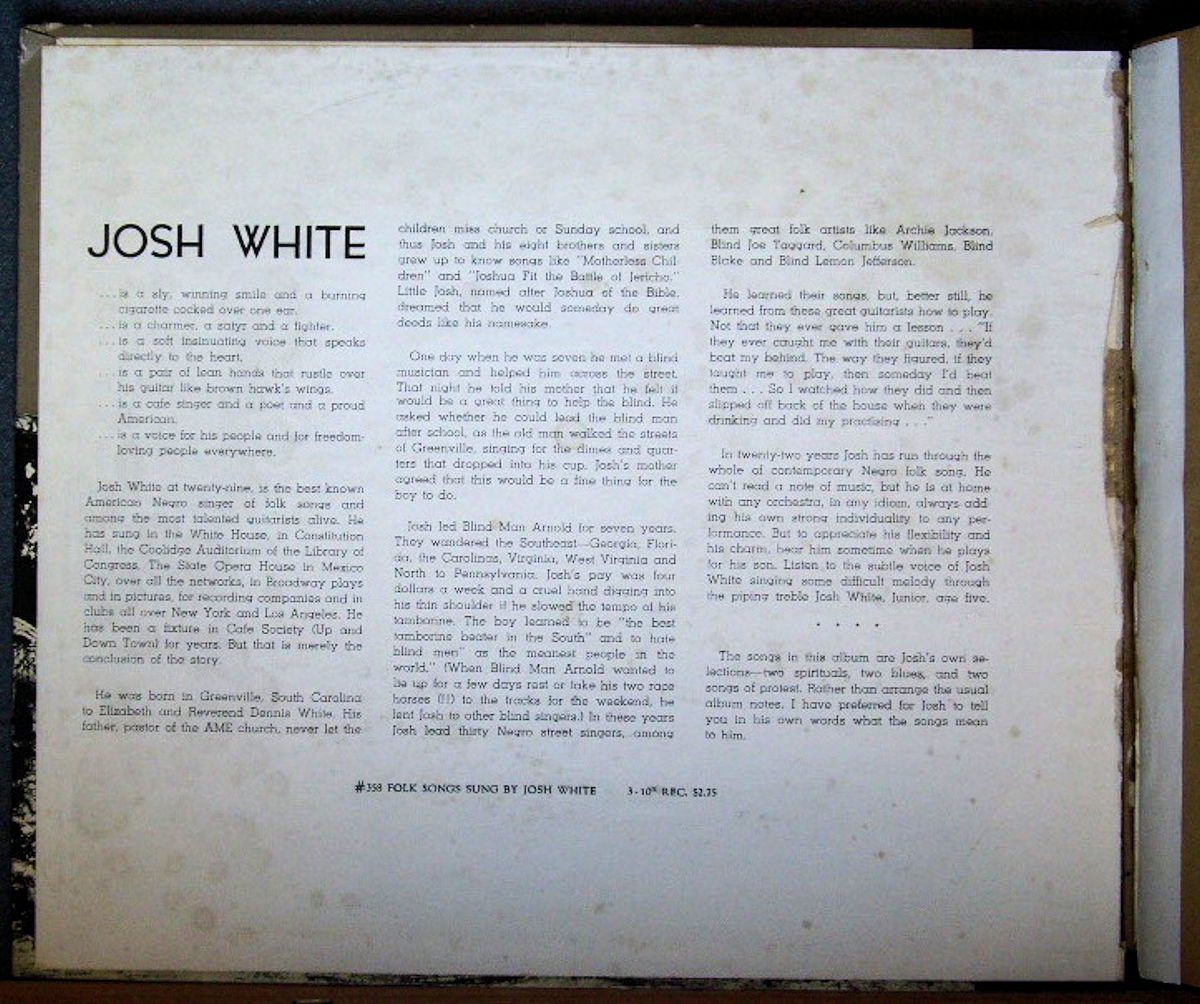 JOSH WHITE
...is a sly, winning smile and a burning
cigarette cocked over one ear.
...is a charmer, a satyr and a fighter.
...is a soft insinuating voice that speaks
directly to the heart.
...is a pair of lean hands that rustle over
his guitar like brown hawk's wings.
...is a cafe singer and a poet and a proud
American.
...is a voice for his people and for freedom-
loving people everywhere.
Josh White at twenty-nine, is the best known
American Negro singer of folk songs and
among the most talented guitarists alive. He
has sung in the White House, in Constitution
Hall, the Coolidge Auditorium of the Library of
Congress, The State Opera House in Mexico
City, over all the networks, in Broadway plays
and in pictures, for recording companies and in
clubs all over New York and Los Angeles. He
has been a fixture in Cafe Society (Up and
Down Town) for years. But that is merely the
conclusion of the story.
He was born in Greenville, South Carolina
to Elizabeth and Reverend Dennis White. His
father, pastor of the AME church, never let the
children miss church or Sunday school, and
thus Josh and his eight brothers and sisters
grew up to know songs like "Motherless Chil-
dren" and "Joshua Fit the Battle of Jericho."
Little Josh, named after Joshua of the Bible,
dreamed that he would someday do great
deeds like his namesake.
One day when he was seven he met a blind
musician and helped him across the street.
That night he told his mother that he felt it
would be a great thing to help the blind. He
asked whether he could lead the blind man
after school, as the old man walked the streets
of Greenville, singing for the dimes and quar-
ters that dropped into his cup. Josh's mother
agreed that this would be a fine thing for the
boy to do.
Josh led Blind Man Arnold for seven years.
They wandered the Southeast—Georgia, Flori-
da, the Carolinas, Virginia, West Virginia and
North to Pennsylvania. Josh's pay was four
dollars a week and a cruel hand digging into
his thin shoulder if he slowed the tempo of his
tamborine. The boy learned to be "the best
tamborine beater in the South" and to hate
blind men" as the meanest people in the
world." (When Blind Man Arnold wanted to
lie up for a few days rest or take his two race
horses (!!) to the tracks for the weekend, he
lent Josh to other blind singers.) In these years
Josh lead thirty Negro street singers, among
them great folk artists like Archie Jackson,
Blind Joe Taggard, Columbus Williams, Blind
Blake and Blind Lemon Jefferson.
He learned their songs, but, better still, he
learned from these great guitarists how to play.
Not that they ever gave him a lesson . . . "If
they ever caught me with their guitars, they'd
beat my behind. The way they figured, if they
taught me to play, then someday I'd beat
them . . . So I watched how they did and then
slipped off back of the house when they were
drinking and did my practising . . ."
In twenty-two years Josh has run through the
whole of contemporary Negro folk song. He
can't read a note of music, but he is at home
with any orchestra, in any idiom, always add-
ing his own strong individuality to any per-
formance. But to appreciate his flexibility and
his charm, hear him sometime when he plays
for his son. Listen to the subtle voice of Josh
White singing some difficult melody through
the piping treble Josh White, Junior, age five.
. . . .
The songs in this album are Josh's own se-
lections—two spirituals, two blues, and two
songs of protest. Rather than arrange the usual
album notes, I have preferred for Josh to tell
you in his own words what the songs mean
to him.
#358 FOLK SONGS SUNG BY JOSH WHITE 3-10" REC. $2.75